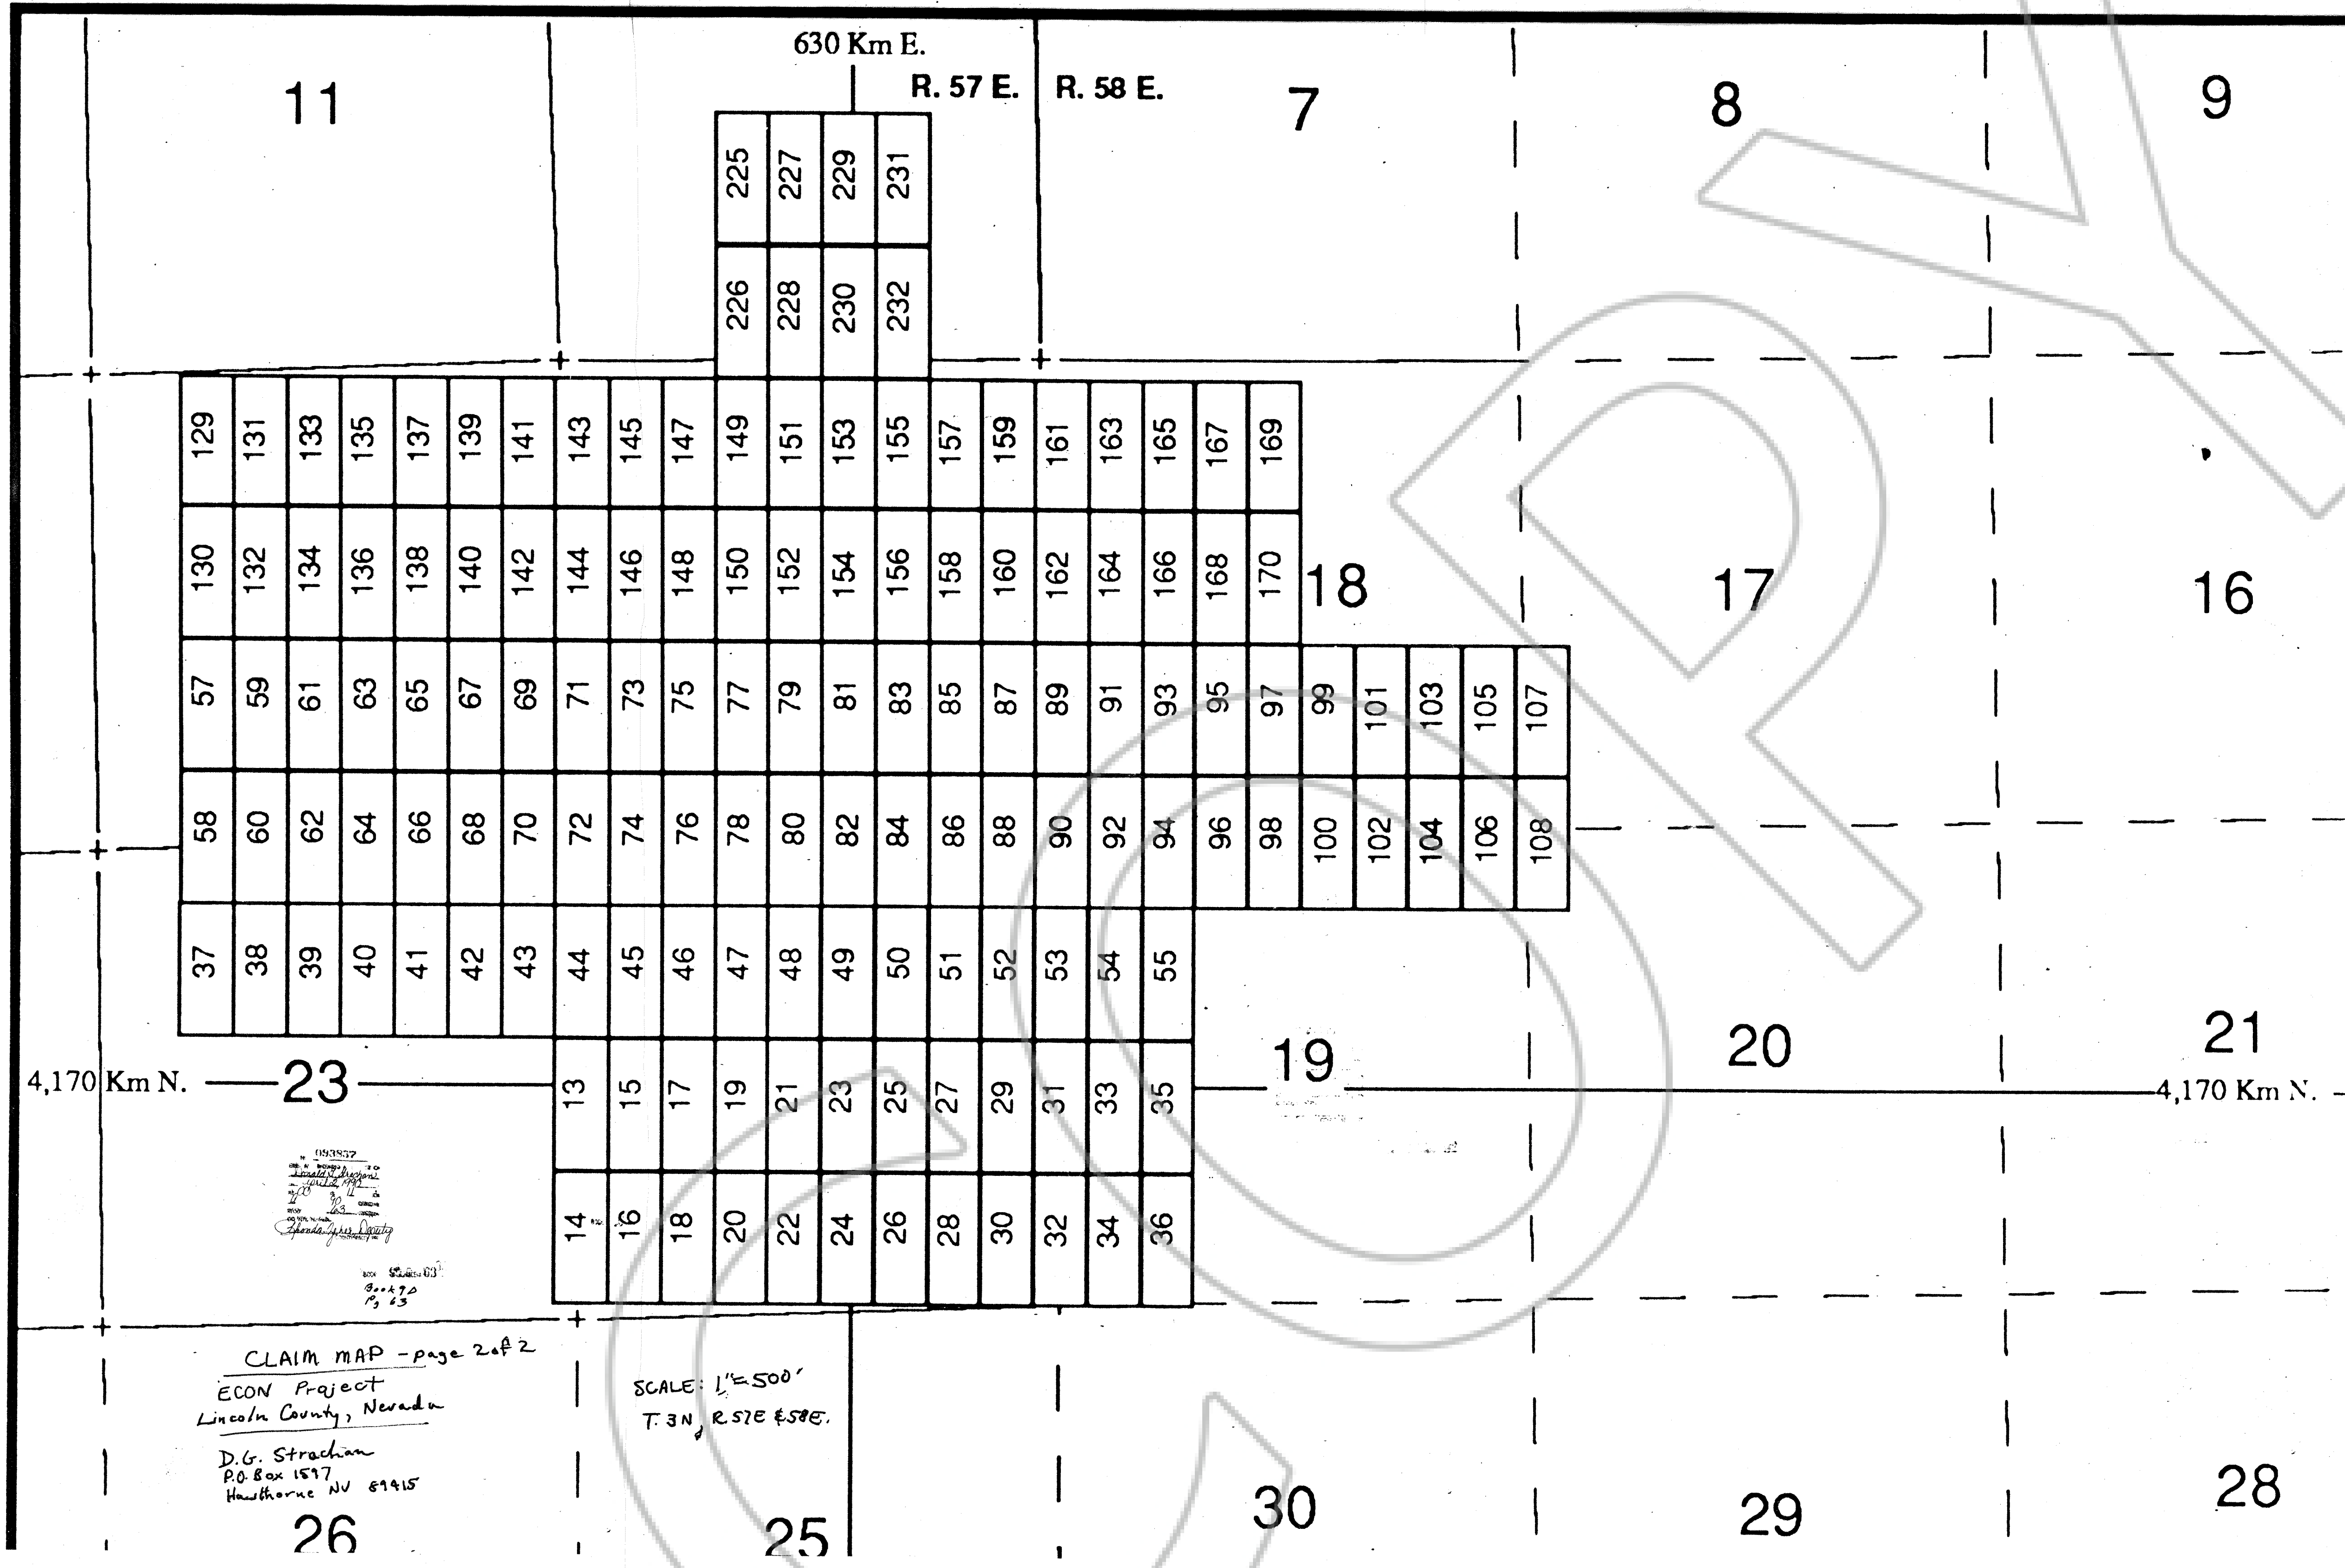 630 Km E.
R. 57 E. R. 58 E.
11 7 8 9
225 227 229 231
226 228 230 232
129 131 133 135 137 139 141 143 145 147 149 151 153 155 157 159 161 163 165 167 169
130 132 134 136 138 140 142 144 146 148 150 152 154 156 158 160 162 164 166 168 170
18 17 16
57 59 61 63 65 67 69 71 73 75 77 79 81 83 85 87 89 91 93 95 97 99 101 103 105 107
58 60 62 64 66 68 70 72 74 76 78 80 82 84 86 88 90 92 94 96 98 100 102 104 106 108
37 38 39 40 41 42 43 44 45 46 47 48 49 50 51 52 53 54 55
19 20 21
4,170 Km N. 23 13 15 17 19 21 23 25 27 29 31 33 35 4,170 Km N.
14 16 18 20 22 24 26 28 30 32 34 36
093837
April 2, 1990
Deputy
Book 90
Pg 63
CLAIM MAP - page 2 of 2
ECON Project
Lincoln County, Nevada
D.G. Strachan
P.O. Box 1597
Hawthorne NV 89415
SCALE: 1"=500'
T. 3N, R 57E & 58E.
26 25 30 29 28
COPY